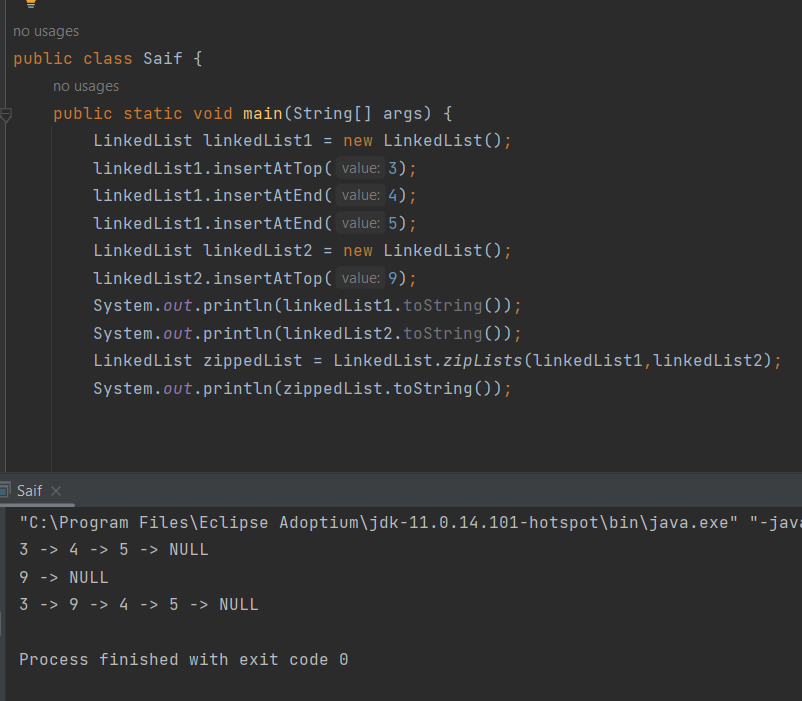 no usages
public class Saif {
no usages
public static void main(String[] args) {
LinkedList linkedList1 = new LinkedList();
linkedList1.insertAtTop( value: 3);
linkedList1.insertAtEnd( value: 4);
linkedList1.insertAtEnd( value: 5);
LinkedList linkedList2 = new LinkedList();
linkedList2.insertAtTop( value: 9);
System.out.println(linkedList1.toString());
System.out.println(linkedList2.toString());
LinkedList zippedList = LinkedList.zipLists(linkedList1,linkedList2);
System.out.println(zippedList.toString());
Saif ×
"C:\Program Files\Eclipse Adoptium\jdk-11.0.14.101-hotspot\bin\java.exe" "-java
3 -> 4 -> 5 -> NULL
9 -> NULL
3 -> 9 -> 4 -> 5 -> NULL
Process finished with exit code 0